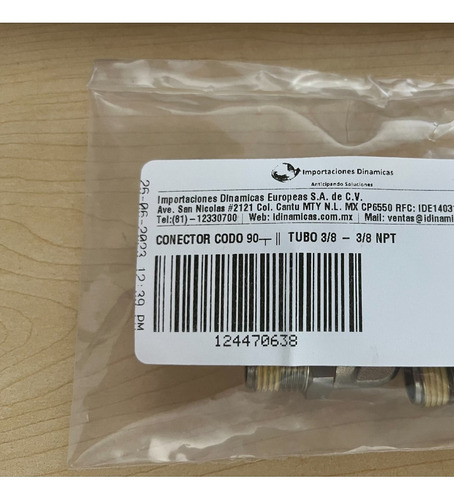 Importaciones Dinamicas
Anticipando Soluciones
Importaciones Dinamicas Europeas S.A. de C.V.
Ave. San Nicolas #2121 Col. Cantu MTY N.L. MX CP6550 RFC: IDE14031
Tel:(81) - 12330700 | Web: idinamicas.com.mx | Mail: ventas@idinami
CONECTOR CODO 90┬ ‖ TUBO 3/8 - 3/8 NPT
124470638
26-06-2023 12:39 PM